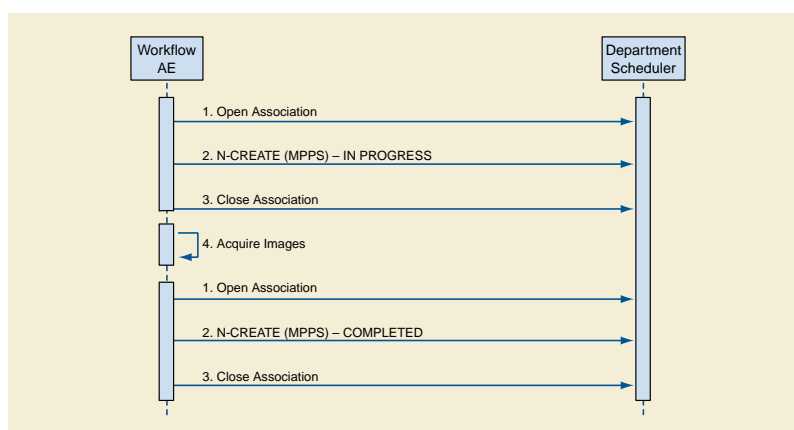 Workflow
AE
Department
Scheduler
1. Open Association
2. N-CREATE (MPPS) – IN PROGRESS
3. Close Association
4. Acquire Images
1. Open Association
2. N-CREATE (MPPS) – COMPLETED
3. Close Association